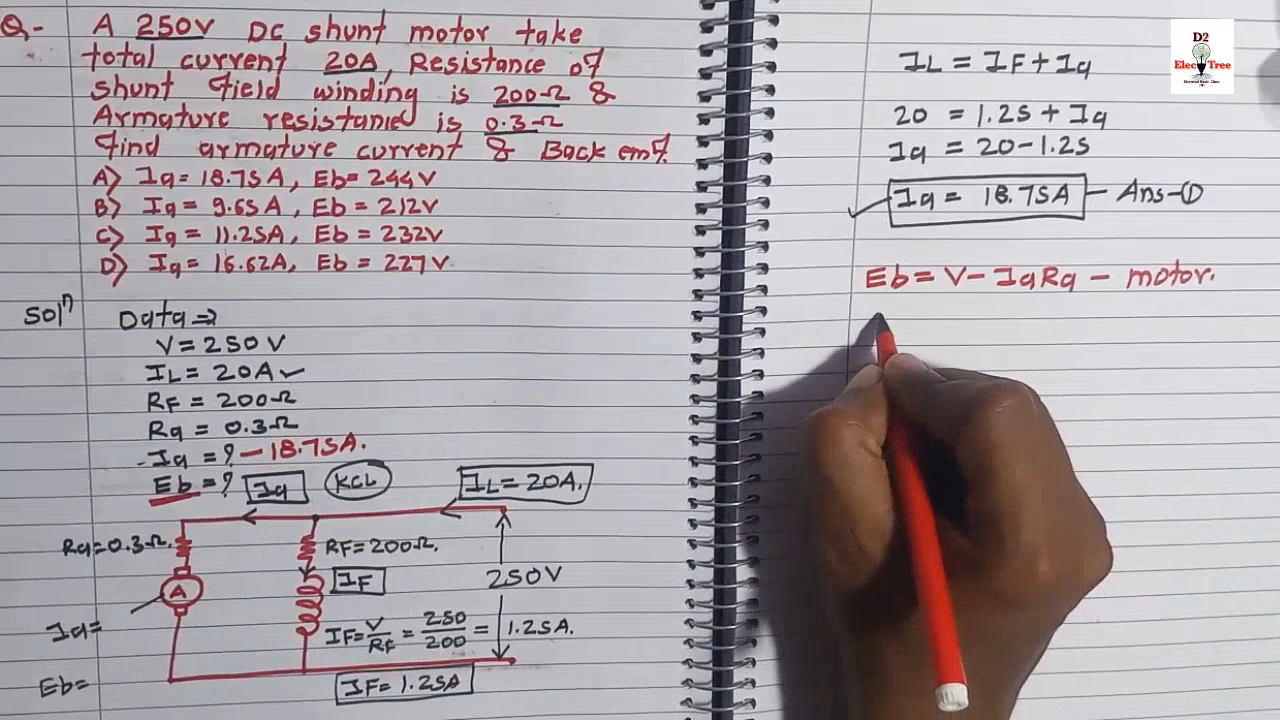 Q- A 250V DC shunt motor take
total current 20A, Resistance of
shunt field winding is 200Ω &
Armature resistance is 0.3Ω
find armature current & Back emf.
A) Ia = 18.75A, Eb = 244V
B) Ia = 9.65A, Eb = 212V
C) Ia = 11.25A, Eb = 232V
D) Ia = 16.62A, Eb = 227V.
Solⁿ Data ⇒
V = 250V
IL = 20A ✓
RF = 200Ω
Ra = 0.3Ω
Ia = ? - 18.75A.
Eb = ?
Ia
KCL
IL = 20A.
Ra=0.3Ω.
RF = 200Ω.
IF
250V
A
IF = V/RF = 250/200 = 1.25A.
Ia=
Eb=
IF = 1.25A
D2
Elec Tree
IL = IF + Ia
20 = 1.25 + Ia
Ia = 20 - 1.25
Ia = 18.75A - Ans-①
Eb = V - IaRa - motor.